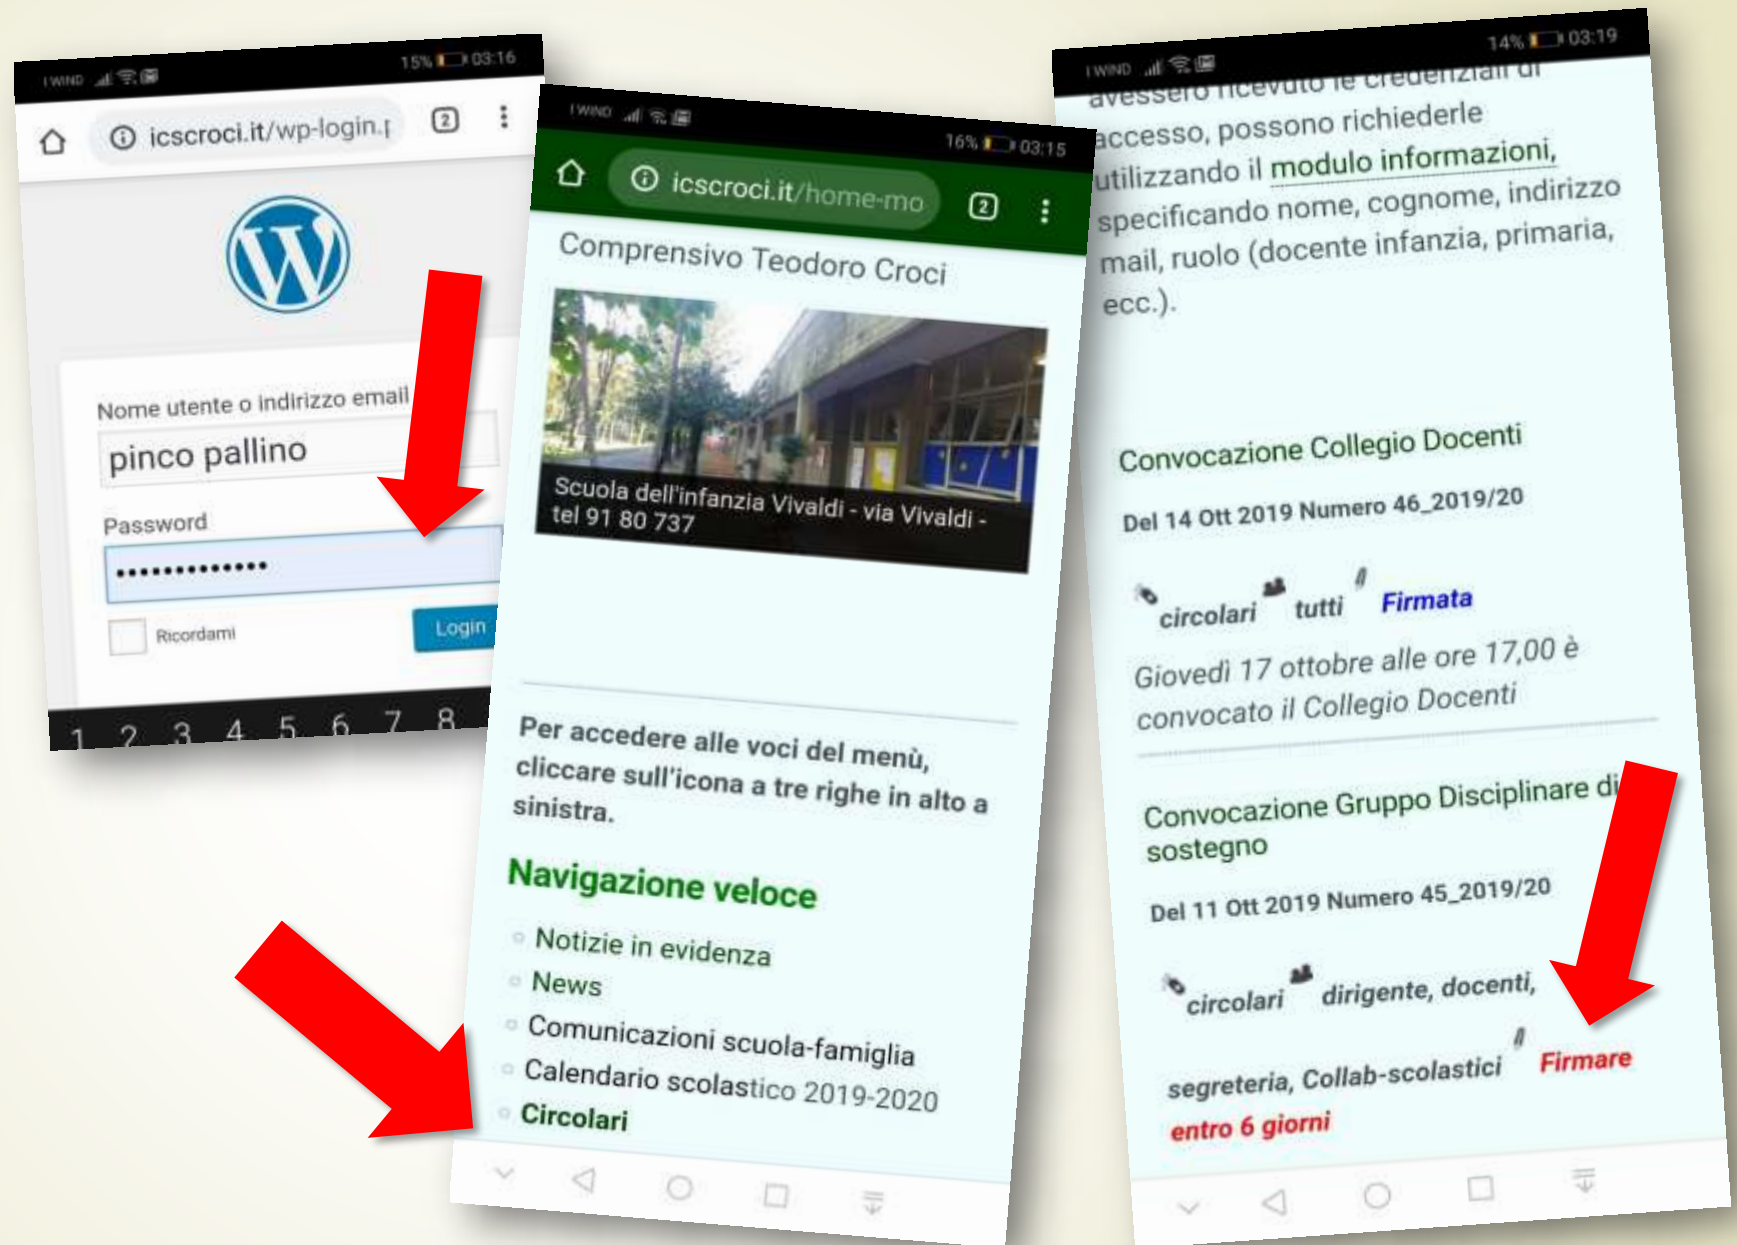 I WIND
15% 03:16
icscroci.it/wp-login.
2
Nome utente o indirizzo email
pinco pallino
Password
•••••••••••••
Ricordami
Login
1 2 3 4 5 6 7 8
I WIND
16% 03:15
icscroci.it/home-mo
2
Comprensivo Teodoro Croci
Scuola dell'infanzia Vivaldi - via Vivaldi -
tel 91 80 737
Per accedere alle voci del menù,
cliccare sull'icona a tre righe in alto a
sinistra.
Navigazione veloce
Notizie in evidenza
News
Comunicazioni scuola-famiglia
Calendario scolastico 2019-2020
Circolari
I WIND
14% 03:19
avessero ricevuto le credenziali di
accesso, possono richiederle
utilizzando il modulo informazioni,
specificando nome, cognome, indirizzo
mail, ruolo (docente infanzia, primaria,
ecc.).
Convocazione Collegio Docenti
Del 14 Ott 2019 Numero 46_2019/20
circolari tutti Firmata
Giovedì 17 ottobre alle ore 17,00 è
convocato il Collegio Docenti
Convocazione Gruppo Disciplinare di
sostegno
Del 11 Ott 2019 Numero 45_2019/20
circolari dirigente, docenti,
segreteria, Collab-scolastici Firmare
entro 6 giorni